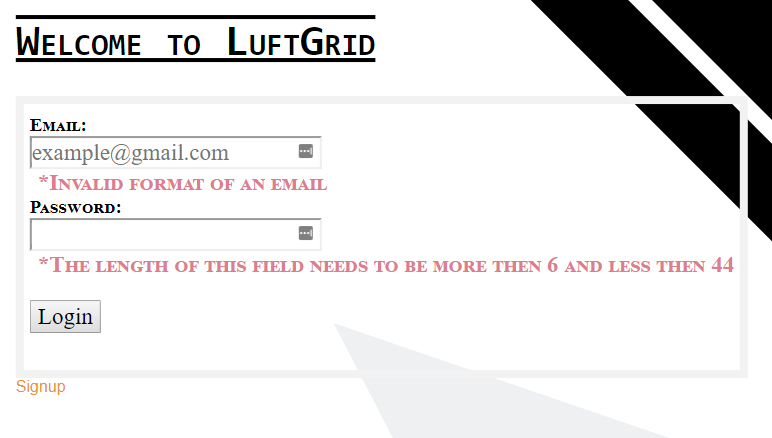 Welcome to LuftGrid
Email:
example@gmail.com
*Invalid format of an email
Password:
*The length of this field needs to be more then 6 and less then 44
Login
Signup